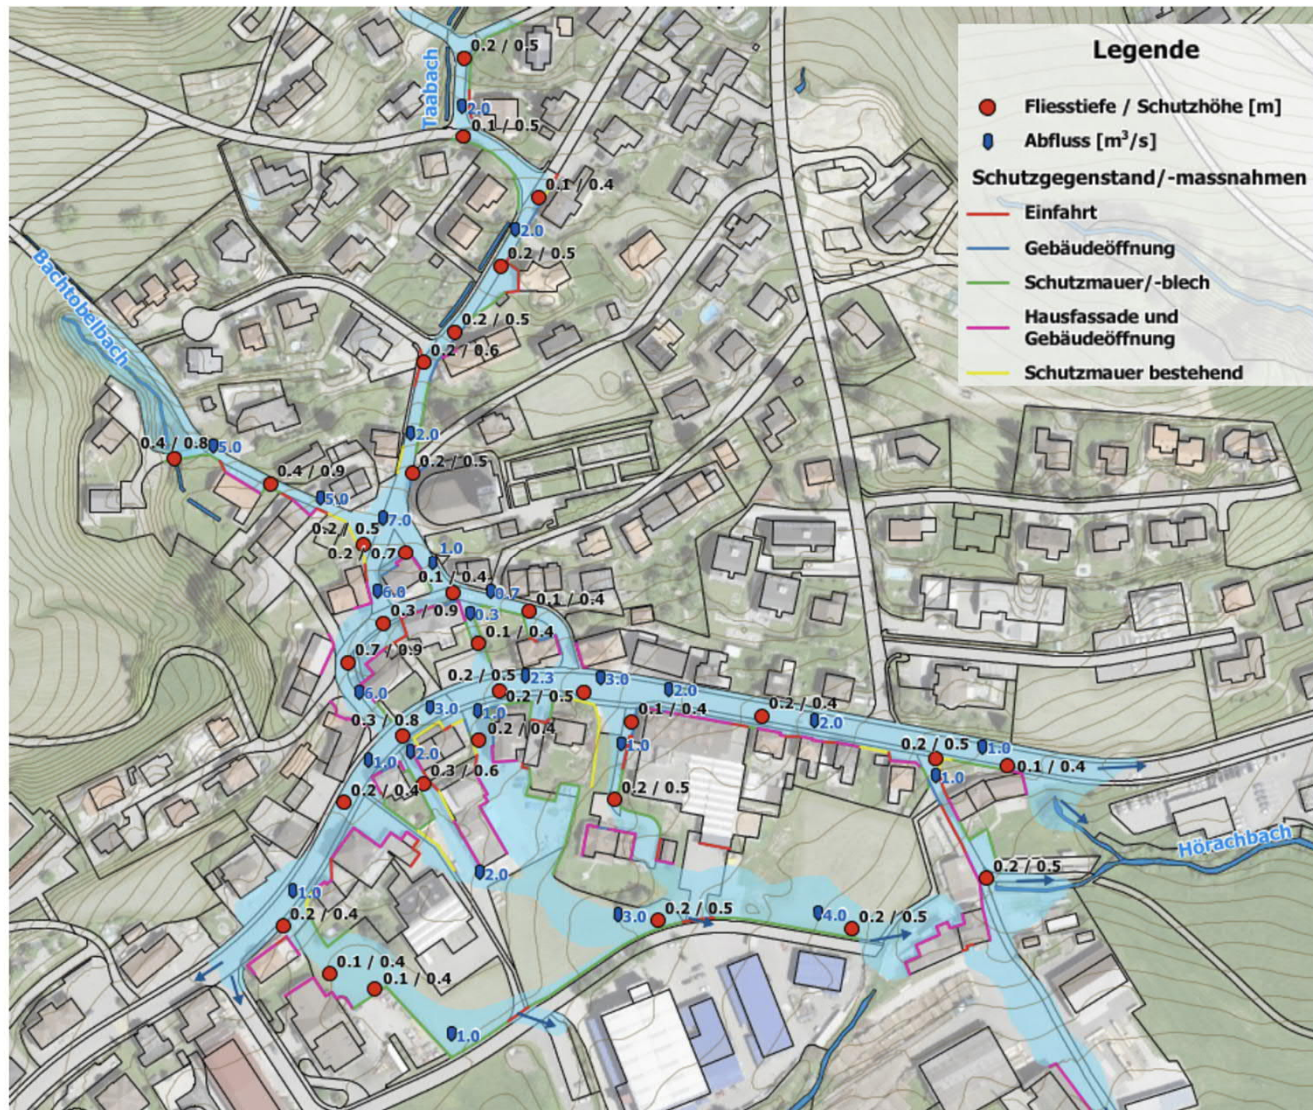 Legende
Fliesstiefe / Schutzhöhe [m]
Abfluss [m³/s]
Schutzgegenstand/-massnahmen
Einfahrt
Gebäudeöffnung
Schutzmauer/-blech
Hausfassade und
Gebäudeöffnung
Schutzmauer bestehend
Taabach
0.2 / 0.5
2.0
0.1 / 0.5
0.1 / 0.4
2.0
0.2 / 0.5
Bachtobelbach
0.2 / 0.5
0.2 / 0.6
2.0
0.4 / 0.8
5.0
0.2 / 0.5
0.4 / 0.9
5.0
7.0
0.2 / 0.5
0.2 / 0.7
1.0
0.1 / 0.4
6.0
0.7
0.1 / 0.4
0.3 / 0.9
0.3
0.1 / 0.4
0.7 / 0.9
0.2 / 0.5
2.3
3.0
2.0
6.0
0.2 / 0.5
3.0
1.0
0.1 / 0.4
0.2 / 0.4
2.0
0.3 / 0.8
0.2 / 0.4
2.0
1.0
1.0
0.2 / 0.5
1.0
0.1 / 0.4
0.3 / 0.6
1.0
0.2 / 0.4
0.2 / 0.5
Hörachbach
2.0
0.2 / 0.5
1.0
0.2 / 0.4
3.0
0.2 / 0.5
4.0
0.2 / 0.5
0.1 / 0.4
0.1 / 0.4
1.0